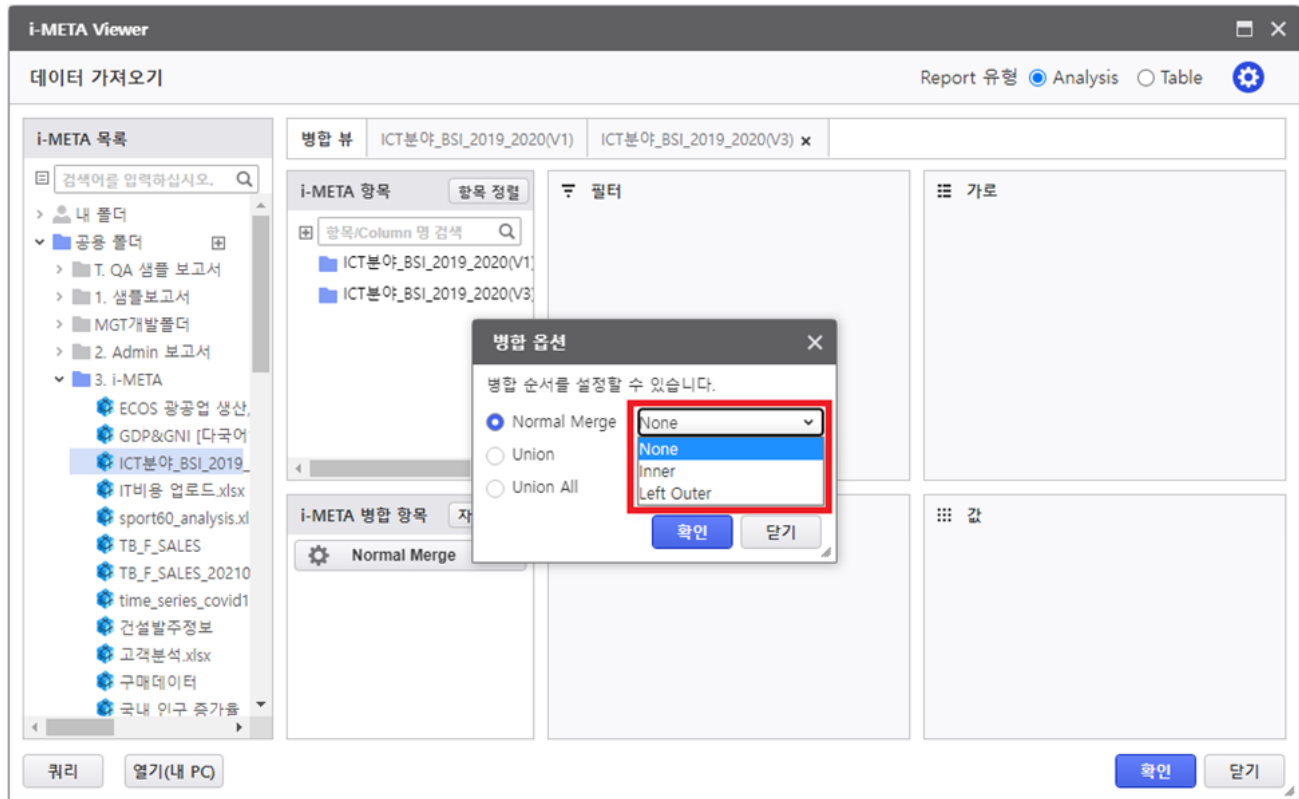 i-META Viewer
데이터 가져오기
Report 유형 Analysis Table
i-META 목록
검색어를 입력하십시오.
내 폴더
공용 폴더
T. QA 샘플 보고서
1. 샘플보고서
MGT개발폴더
2. Admin 보고서
3. i-META
ECOS 광공업 생산,
GDP&GNI [다국어
ICT분야_BSI_2019_
IT비용 업로드.xlsx
sport60_analysis.xl
TB_F_SALES
TB_F_SALES_20210
time_series_covid1
건설발주정보
고객분석.xlsx
구매데이터
국내 인구 증가율
병합 뷰 ICT분야_BSI_2019_2020(V1) ICT분야_BSI_2019_2020(V3)
i-META 항목 항목 정렬
항목/Column 명 검색
ICT분야_BSI_2019_2020(V1)
ICT분야_BSI_2019_2020(V3)
필터
가로
병합 옵션
병합 순서를 설정할 수 있습니다.
Normal Merge None
None
Inner
Left Outer
Union
Union All
확인 닫기
i-META 병합 항목 자
Normal Merge
값
쿼리 열기(내 PC) 확인 닫기